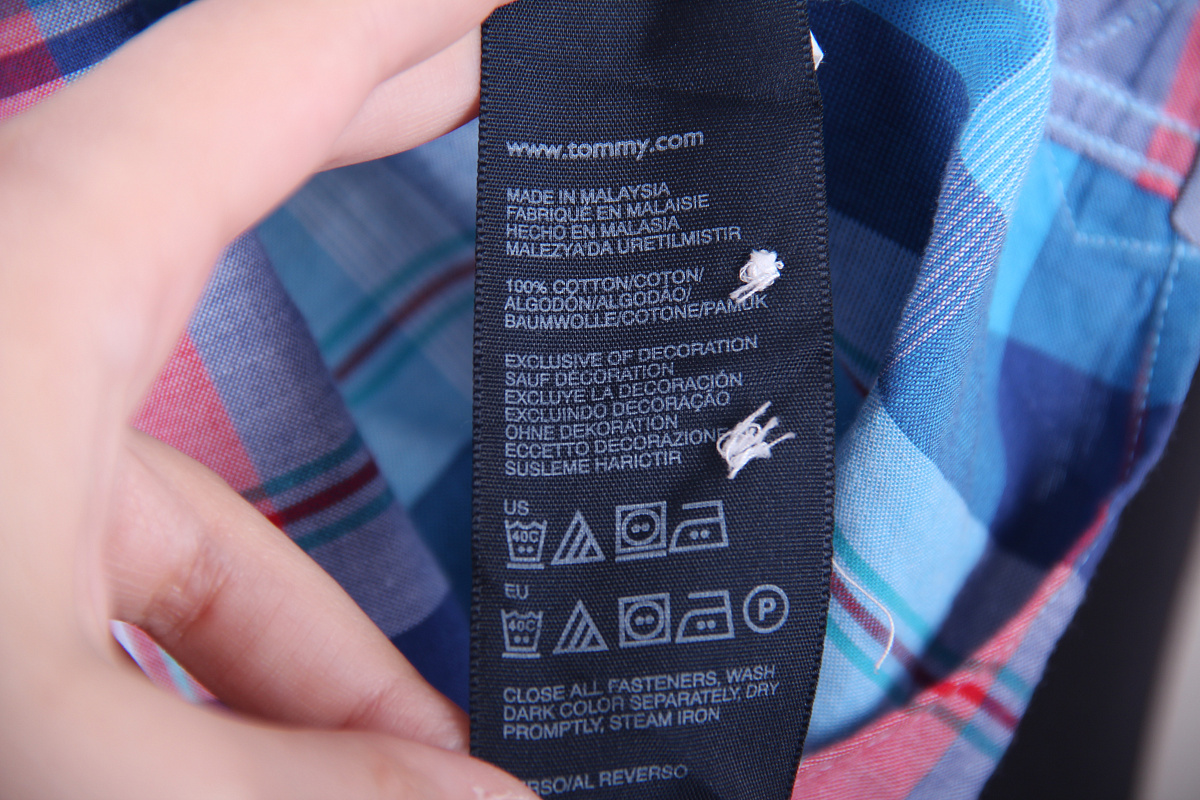 www.tommy.com
MADE IN MALAYSIA
FABRIQUÉ EN MALAISIE
HECHO EN MALASIA
MALEZYA'DA URETILMISTIR
100% COTTON/COTON/
ALGODÓN/ALGODÃO/
BAUMWOLLE/COTONE/PAMUK
EXCLUSIVE OF DECORATION
SAUF DECORATION
EXCLUYE LA DECORACIÓN
EXCLUINDO DECORAÇÃO
OHNE DEKORATION
ECCETTO DECORAZIONE
SUSLEME HARICTIR
US
40C
EU
40C P
CLOSE ALL FASTENERS, WASH
DARK COLOR SEPARATELY, DRY
PROMPTLY, STEAM IRON
/AL REVERSO